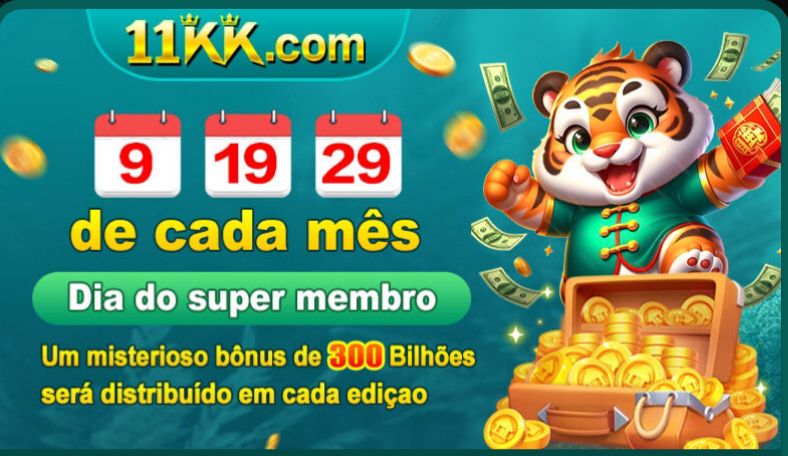 11KK.com
9 19 29
de cada mês
Dia do super membro
Um misterioso bônus de 300 Bilhões
será distribuído em cada ediçao